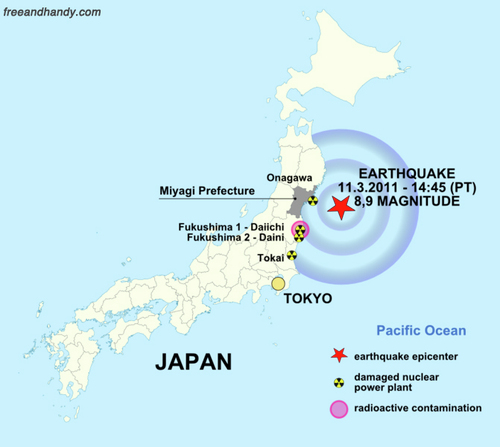 freeandhandy.com
Onagawa
EARTHQUAKE
11.3.2011 - 14:45 (PT)
8,9 MAGNITUDE
Miyagi Prefecture
Fukushima 1 - Daiichi
Fukushima 2 - Daini
Tokai
TOKYO
JAPAN
Pacific Ocean
earthquake epicenter
damaged nuclear
power plant
radioactive contamination